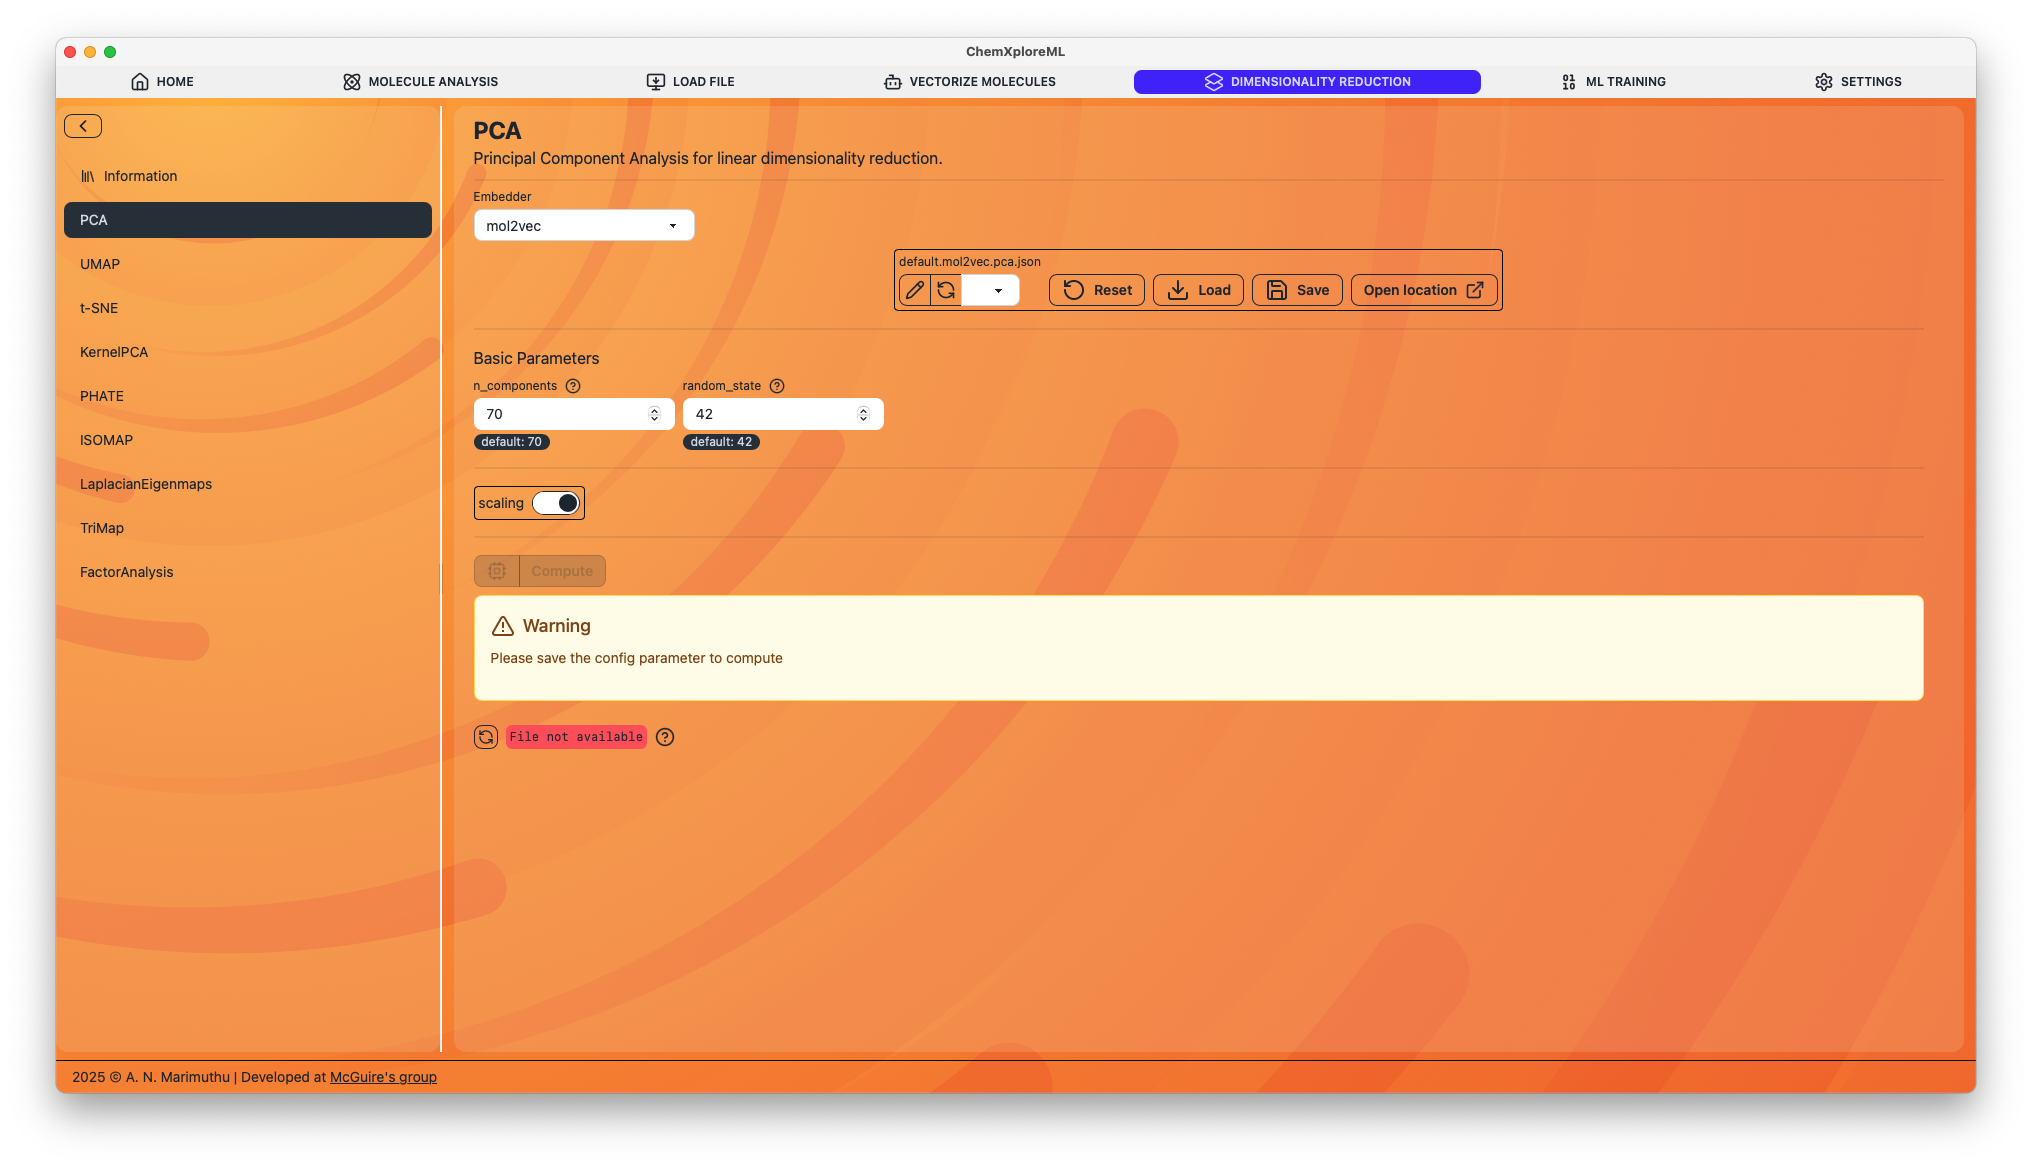 ChemXploreML
HOME
MOLECULE ANALYSIS
LOAD FILE
VECTORIZE MOLECULES
DIMENSIONALITY REDUCTION
ML TRAINING
SETTINGS
Information
PCA
UMAP
t-SNE
KernelPCA
PHATE
ISOMAP
LaplacianEigenmaps
TriMap
FactorAnalysis
PCA
Principal Component Analysis for linear dimensionality reduction.
Embedder
mol2vec
default.mol2vec.pca.json
Reset
Load
Save
Open location
Basic Parameters
n_components
random_state
70
42
default: 70
default: 42
scaling
Compute
Warning
Please save the config parameter to compute
File not available
2025 © A. N. Marimuthu | Developed at McGuire's group